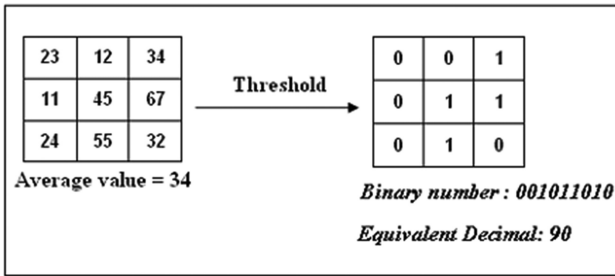 23 12 34
11 45 67
24 55 32
Average value = 34
Threshold
0 0 1
0 1 1
0 1 0
Binary number : 001011010
Equivalent Decimal: 90